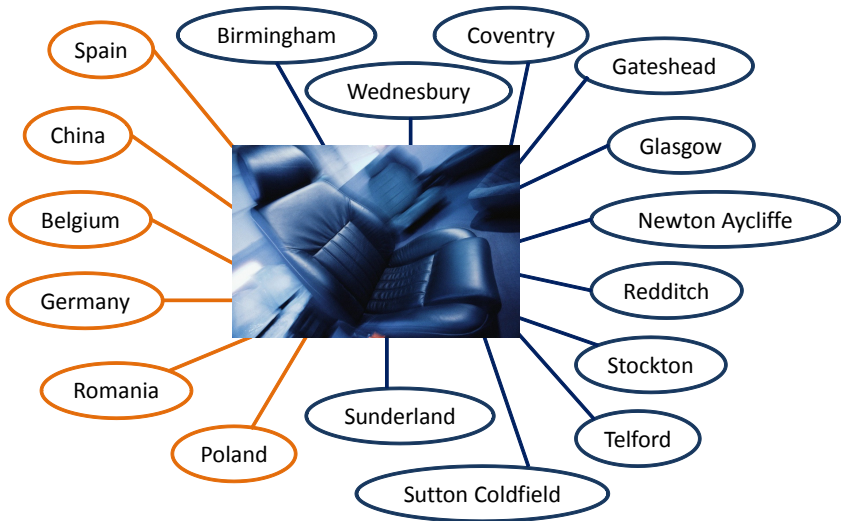 Spain
Birmingham
Coventry
Gateshead
Wednesbury
China
Glasgow
Belgium
Newton Aycliffe
Germany
Redditch
Stockton
Romania
Sunderland
Telford
Poland
Sutton Coldfield